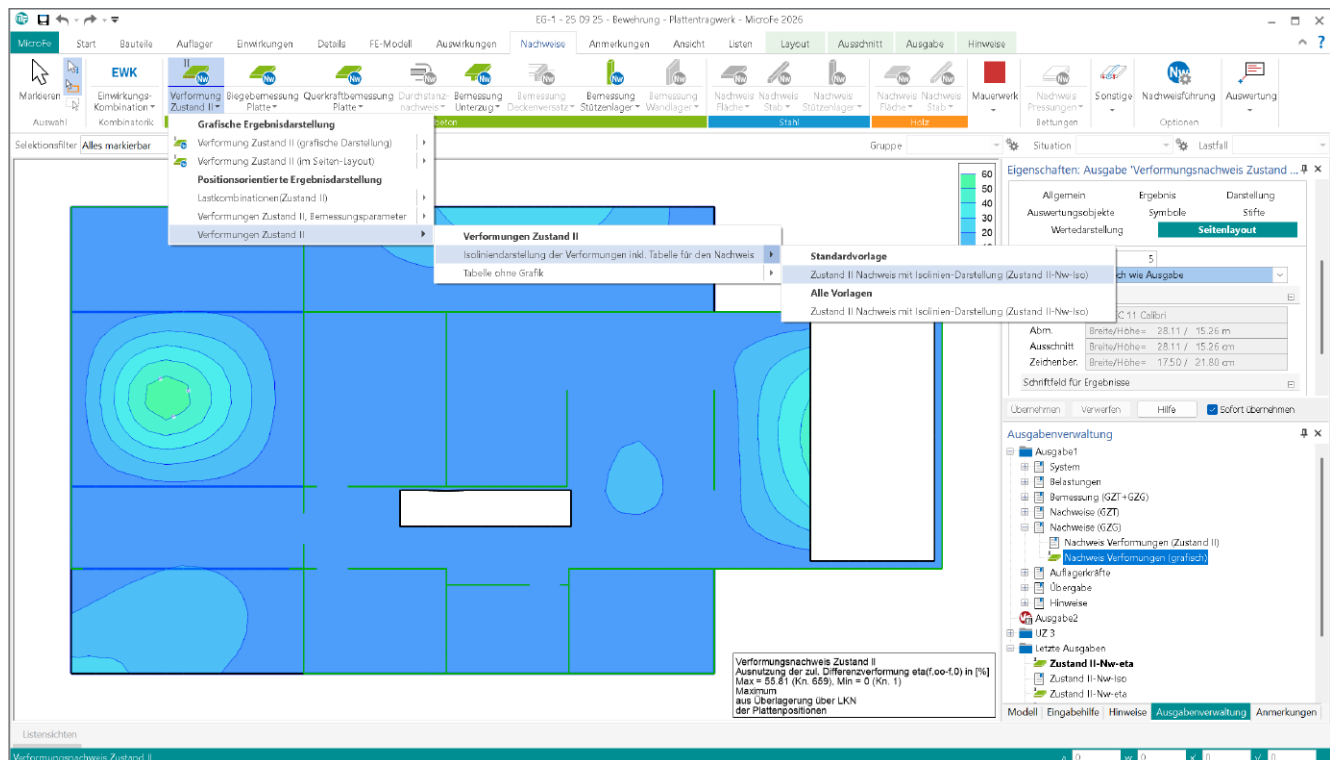 EG-1 - 25 09 25 - Bewehrung - Plattentragwerk - MicroFe 2026
MicroFe Start Bauteile Auflager Einwirkungen Details FE-Modell Auswirkungen Nachweise Anmerkungen Ansicht Listen Layout Ausschnitt Ausgabe Hinweise
Markieren
EWK
Einwirkungs-
Kombination
II
Nw
Verformung
Zustand II
Biegebemessung
Platte
Querkraftbemessung
Platte
Durchstanz-
nachweis
Bemessung
Unterzug
Bemessung
Deckenversatz
Bemessung
Stützenlager
Bemessung
Wandlager
Nachweis
Fläche
Nachweis
Stab
Nachweis
Stützenlager
Nachweis
Fläche
Nachweis
Stab
Mauerwerk
Nachweis
Pressungen
Sonstige
Nachweisführung
Auswertung
Auswahl Kombinatorik Stahl Holz Bettungen Optionen
Selektionsfilter Alles markierbar Gruppe Situation Lastfall
Grafische Ergebnisdarstellung
Verformung Zustand II (grafische Darstellung)
Verformung Zustand II (im Seiten-Layout)
Positionsorientierte Ergebnisdarstellung
Lastkombinationen(Zustand II)
Verformungen Zustand II, Bemessungsparameter
Verformungen Zustand II
Verformungen Zustand II
Isoliniendarstellung der Verformungen inkl. Tabelle für den Nachweis
Tabelle ohne Grafik
Standardvorlage
Zustand II Nachweis mit Isolinien-Darstellung (Zustand II-Nw-Iso)
Alle Vorlagen
Zustand II Nachweis mit Isolinien-Darstellung (Zustand II-Nw-Iso)
60
50
40
30
20
Eigenschaften: Ausgabe 'Verformungsnachweis Zustand ...
Allgemein Ergebnis Darstellung
Auswertungsobjekte Symbole Stifte
Wertedarstellung Seitenlayout
5
ch wie Ausgabe
C 11 Calibri
Abm. Breite/Höhe= 28.11 / 15.26 m
Ausschnitt Breite/Höhe= 28.11 / 15.26 cm
Zeichenber. Breite/Höhe= 17.50 / 21.80 cm
Schriftfeld für Ergebnisse
Übernehmen Verwerfen Hilfe Sofort übernehmen
Ausgabenverwaltung
Ausgabe1
System
Belastungen
Bemessung (GZT+GZG)
Nachweise (GZT)
Nachweise (GZG)
Nachweis Verformungen (Zustand II)
Nachweis Verformungen (grafisch)
Auflagerkräfte
Übergabe
Hinweise
Ausgabe2
UZ 3
Letzte Ausgaben
Zustand II-Nw-eta
Zustand II-Nw-Iso
Zustand II-Nw-eta
Modell Eingabehilfe Hinweise Ausgabenverwaltung Anmerkungen
Verformungsnachweis Zustand II
Ausnutzung der zul. Differenzverformung eta(f.oo-f.0) in [%]
Max = 55.81 (Kn. 659), Min = 0 (Kn. 1)
Maximum
aus Überlagerung über LKN
der Plattenpositionen
Listensichten
Verformungsnachweis Zustand II